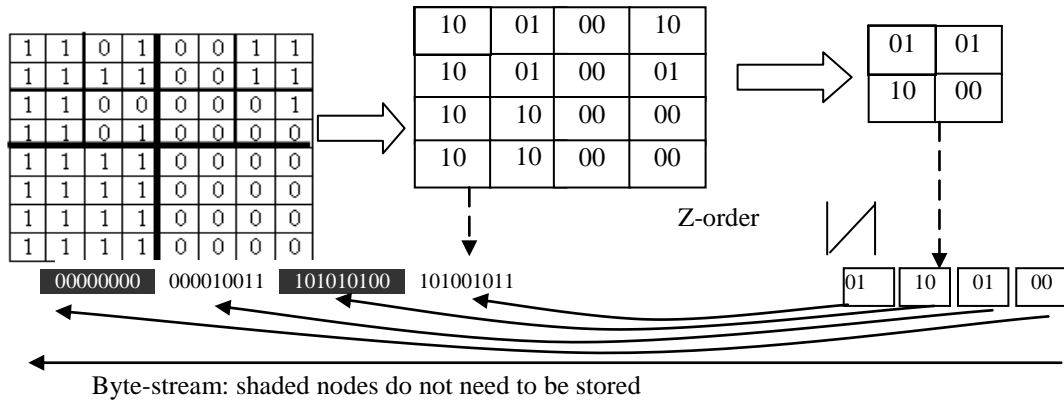 1 1 0 1 0 0 1 1
1 1 1 1 0 0 1 1
1 1 0 0 0 0 0 1
1 1 0 1 0 0 0 0
1 1 1 1 0 0 0 0
1 1 1 1 0 0 0 0
1 1 1 1 0 0 0 0
1 1 1 1 0 0 0 0
10 01 00 10
10 01 00 01
10 10 00 00
10 10 00 00
01 01
10 00
Z-order
00000000 000010011 101010100 101001011
01 10 01 00
Byte-stream: shaded nodes do not need to be stored